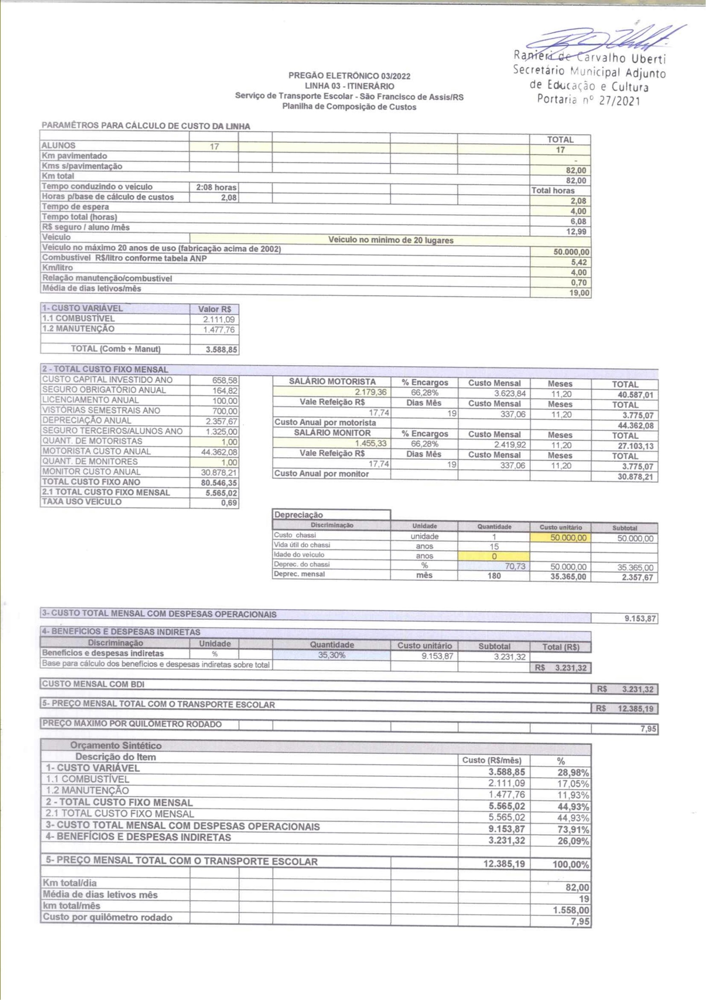 Ranieri de Carvalho Uberti
Secretário Municipal Adjunto
de Educação e Cultura
Portaria nº 27/2021
PREGÃO ELETRÔNICO 03/2022
LINHA 03 - ITINERÁRIO
Serviço de Transporte Escolar - São Francisco de Assis/RS
Planilha de Composição de Custos
PARAMÊTROS PARA CÁLCULO DE CUSTO DA LINHA
TOTAL
ALUNOS 17 17
Km pavimentado -
Kms s/pavimentação 82,00
Km total 82,00
Tempo conduzindo o veículo 2:08 horas Total horas
Horas p/base de cálculo de custos 2,08 2,08
Tempo de espera 4,00
Tempo total (horas) 6,08
R$ seguro / aluno /mês 12,99
Veículo Veículo no minimo de 20 lugares
Veículo no máximo 20 anos de uso (fabricação acima de 2002) 50.000,00
Combustível R$/litro conforme tabela ANP 5,42
Km/litro 4,00
Relação manutenção/combustível 0,70
Média de dias letivos/mês 19,00
1- CUSTO VARIÁVEL Valor R$
1.1 COMBUSTÍVEL 2.111,09
1.2 MANUTENÇÃO 1.477,76
TOTAL (Comb + Manut) 3.588,85
2 - TOTAL CUSTO FIXO MENSAL
CUSTO CAPITAL INVESTIDO ANO 658,58
SEGURO OBRIGATÓRIO ANUAL 164,82
LICENCIAMENTO ANUAL 100,00
VISTÓRIAS SEMESTRAIS ANO 700,00
DEPRECIAÇÃO ANUAL 2.357,67
SEGURO TERCEIROS/ALUNOS ANO 1.325,00
QUANT. DE MOTORISTAS 1,00
MOTORISTA CUSTO ANUAL 44.362,08
QUANT. DE MONITORES 1,00
MONITOR CUSTO ANUAL 30.878,21
TOTAL CUSTO FIXO ANO 80.546,35
2.1 TOTAL CUSTO FIXO MENSAL 5.565,02
TAXA USO VEÍCULO 0,69
SALÁRIO MOTORISTA % Encargos Custo Mensal Meses TOTAL
2.179,36 66,28% 3.623,84 11,20 40.587,01
Vale Refeição R$ Dias Mês Custo Mensal Meses TOTAL
17,74 19 337,06 11,20 3.775,07
Custo Anual por motorista 44.362,08
SALÁRIO MONITOR % Encargos Custo Mensal Meses TOTAL
1.455,33 66,28% 2.419,92 11,20 27.103,13
Vale Refeição R$ Dias Mês Custo Mensal Meses TOTAL
17,74 19 337,06 11,20 3.775,07
Custo Anual por monitor 30.878,21
Depreciação
Discriminação Unidade Quantidade Custo unitário Subtotal
Custo chassi unidade 1 50.000,00 50.000,00
Vida útil do chassi anos 15
Idade do veículo anos 0
Deprec. do chassi % 70,73 50.000,00 35.365,00
Deprec. mensal mês 180 35.365,00 2.357,67
3- CUSTO TOTAL MENSAL COM DESPESAS OPERACIONAIS 9.153,87
4- BENEFÍCIOS E DESPESAS INDIRETAS
Discriminação Unidade Quantidade Custo unitário Subtotal Total (R$)
Benefícios e despesas indiretas % 35,30% 9.153,87 3.231,32
Base para cálculo dos benefícios e despesas indiretas sobre total R$ 3.231,32
CUSTO MENSAL COM BDI R$ 3.231,32
5- PREÇO MENSAL TOTAL COM O TRANSPORTE ESCOLAR R$ 12.385,19
PREÇO MÁXIMO POR QUILÔMETRO RODADO 7,95
Orçamento Sintético
Descrição do Item Custo (R$/mês) %
1- CUSTO VARIÁVEL 3.588,85 28,98%
1.1 COMBUSTÍVEL 2.111,09 17,05%
1.2 MANUTENÇÃO 1.477,76 11,93%
2 - TOTAL CUSTO FIXO MENSAL 5.565,02 44,93%
2.1 TOTAL CUSTO FIXO MENSAL 5.565,02 44,93%
3- CUSTO TOTAL MENSAL COM DESPESAS OPERACIONAIS 9.153,87 73,91%
4- BENEFÍCIOS E DESPESAS INDIRETAS 3.231,32 26,09%
5- PREÇO MENSAL TOTAL COM O TRANSPORTE ESCOLAR 12.385,19 100,00%
Km total/dia 82,00
Média de dias letivos mês 19
km total/mês 1.558,00
Custo por quilômetro rodado 7,95